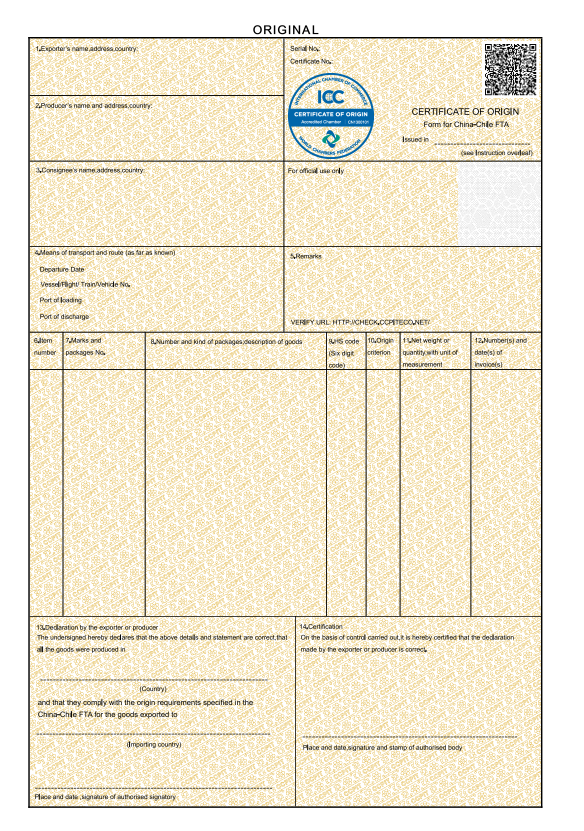 ORIGINAL
1.Exporter's name,address,country:
Serial No.
Certificate No.
INTERNATIONAL CHAMBER OF COMMERCE
ICC
CERTIFICATE OF ORIGIN
Accredited Chamber
WORLD CHAMBERS FEDERATION
2.Producer's name and address,country:
CERTIFICATE OF ORIGIN
Form for China-Chile FTA
Issued in
(see Instruction overleaf)
3.Consignee's name,address,country:
For official use only
4.Means of transport and route (as far as known)
Departure Date
Vessel/Flight/ Train/Vehicle No.
Port of loading
Port of discharge
5.Remarks
VERIFY URL: HTTP://CHECK.CCPITECO.NET/
6.Item
number
7.Marks and
packages No.
8.Number and kind of packages;description of goods
9.HS code
(Six digit
code)
10.Origin
criterion
11.Net weight or
quantity,with unit of
measurement
12.Number(s) and
date(s) of
invoice(s)
13.Declaration by the exporter or producer
The undersigned hereby declares that the above details and statement are correct,that
all the goods were produced in
(Country)
and that they comply with the origin requirements specified in the
China-Chile FTA for the goods exported to
(Importing country)
Place and date ,signature of authorised signatory
14.Certification
On the basis of control carried out,it is hereby certified that the declaration
made by the exporter or producer is correct.
Place and date,signature and stamp of authorised body